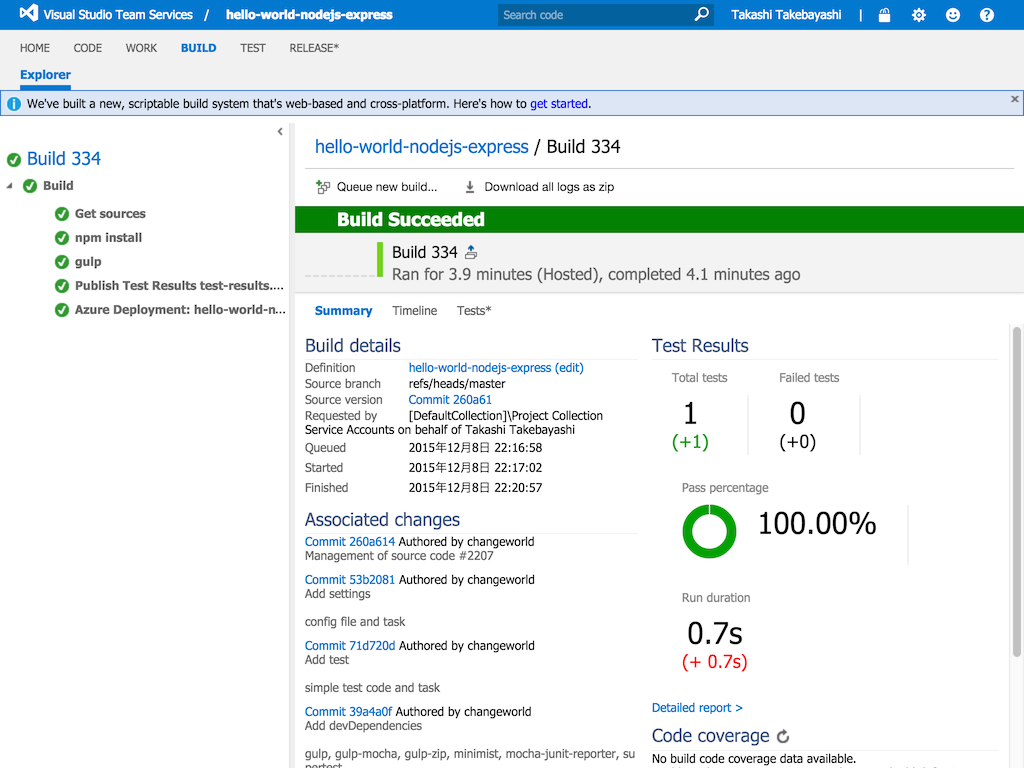 Visual Studio Team Services / hello-world-nodejs-express
Search code
Takashi Takebayashi
HOME CODE WORK BUILD TEST RELEASE*
Explorer
We've built a new, scriptable build system that's web-based and cross-platform. Here's how to get started.
Build 334
Build
Get sources
npm install
gulp
Publish Test Results test-results....
Azure Deployment: hello-world-n...
hello-world-nodejs-express / Build 334
Queue new build... Download all logs as zip
Build Succeeded
Build 334
Ran for 3.9 minutes (Hosted), completed 4.1 minutes ago
Summary Timeline Tests*
Build details
Definition hello-world-nodejs-express (edit)
Source branch refs/heads/master
Source version Commit 260a61
Requested by [DefaultCollection]\Project Collection
Service Accounts on behalf of Takashi Takebayashi
Queued 2015年12月8日 22:16:58
Started 2015年12月8日 22:17:02
Finished 2015年12月8日 22:20:57
Associated changes
Commit 260a614 Authored by changeworld
Management of source code #2207
Commit 53b2081 Authored by changeworld
Add settings
config file and task
Commit 71d720d Authored by changeworld
Add test
simple test code and task
Commit 39a4a0f Authored by changeworld
Add devDependencies
gulp, gulp-mocha, gulp-zip, minimist, mocha-junit-reporter, su
pertest
Test Results
Total tests Failed tests
1 0
(+1) (+0)
Pass percentage
100.00%
Run duration
0.7s
(+ 0.7s)
Detailed report >
Code coverage
No build code coverage data available.